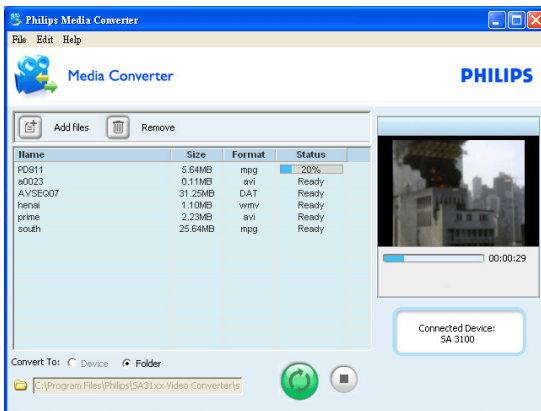 Philips Media Converter
File Edit Help
Media Converter
PHILIPS
Add files Remove
Name Size Format Status
PD911 5.64MB mpg 20%
a0023 0.11MB avi Ready
AVSEQ07 31.25MB DAT Ready
henai 1.10MB wmv Ready
prime 2.23MB avi Ready
south 25.64MB mpg Ready
00:00:29
Connected Device:
SA 3100
Convert To: Device Folder
C:\Program Files\Philips\SA31xx Video Converter\s